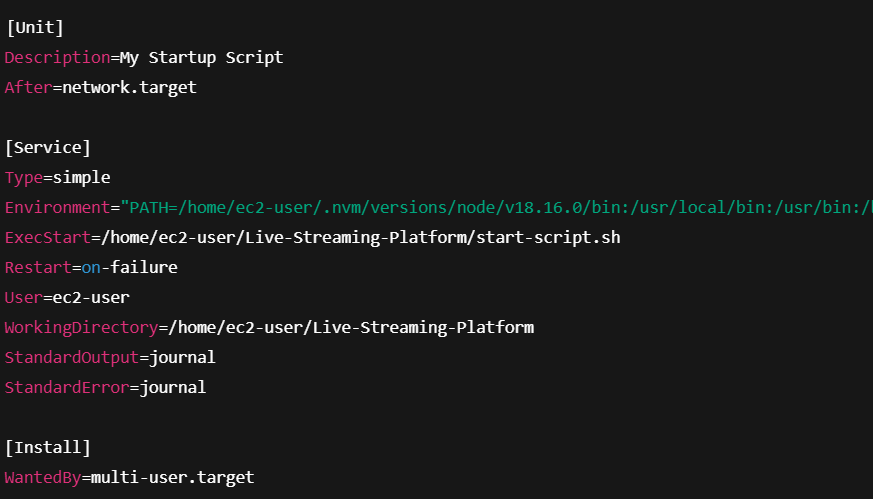 [Unit]
Description=My Startup Script
After=network.target
[Service]
Type=simple
Environment="PATH=/home/ec2-user/.nvm/versions/node/v18.16.0/bin:/usr/local/bin:/usr/bin:/
ExecStart=/home/ec2-user/Live-Streaming-Platform/start-script.sh
Restart=on-failure
User=ec2-user
WorkingDirectory=/home/ec2-user/Live-Streaming-Platform
StandardOutput=journal
StandardError=journal
[Install]
WantedBy=multi-user.target